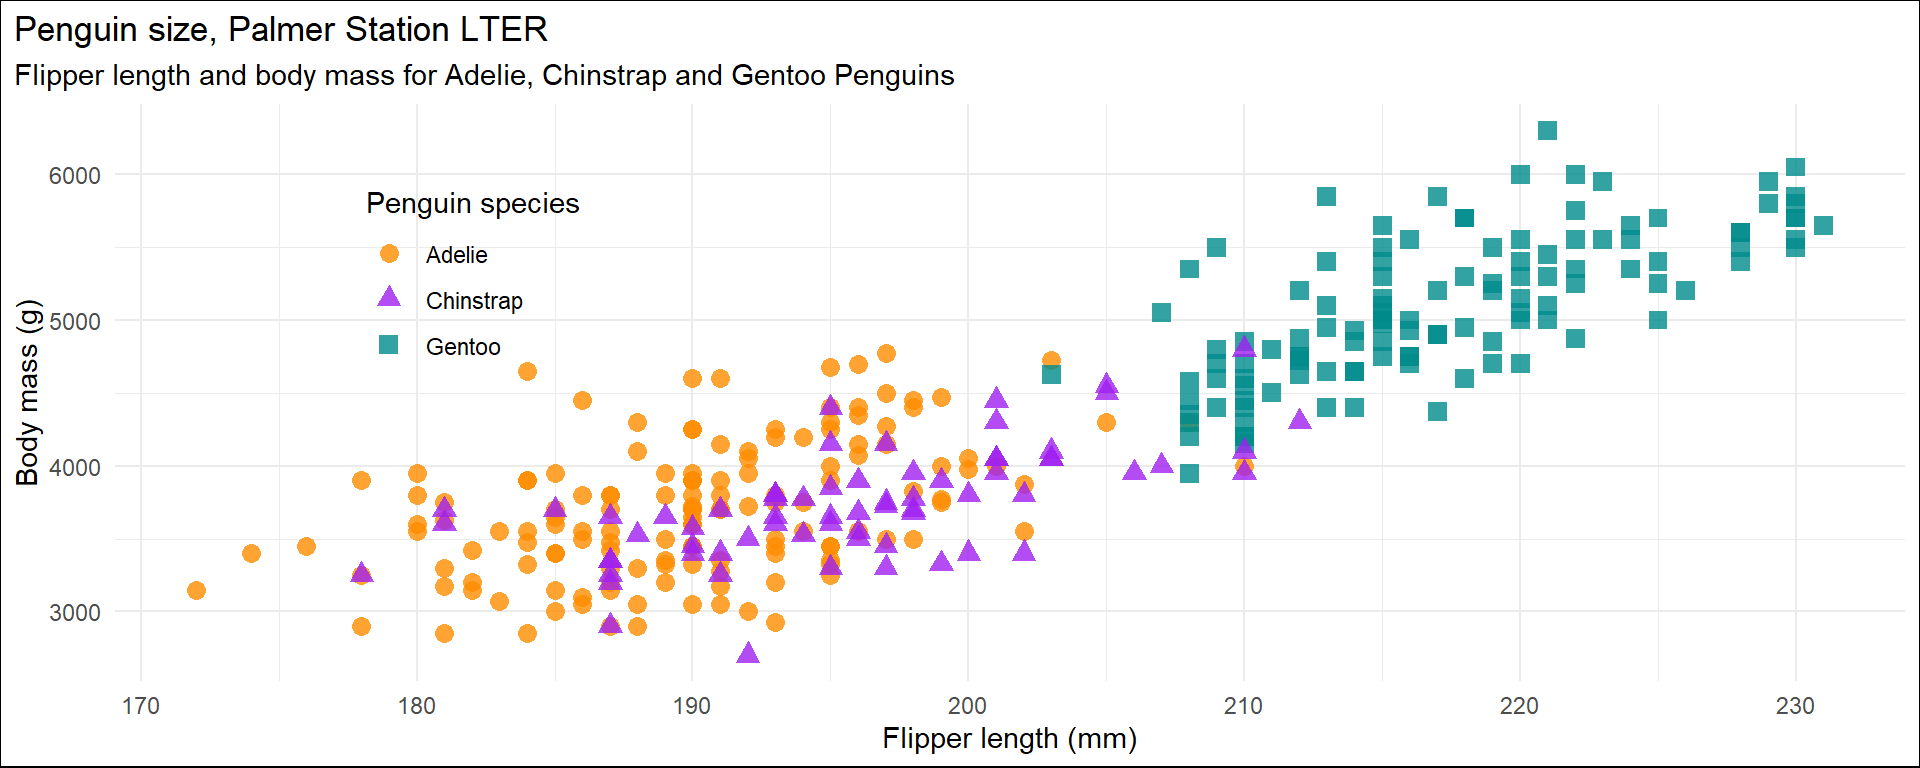 Penguin size, Palmer Station LTER
Flipper length and body mass for Adelie, Chinstrap and Gentoo Penguins
Body mass (g)
6000
5000
4000
3000
Penguin species
Adelie
Chinstrap
Gentoo
170 180 190 200 210 220 230
Flipper length (mm)